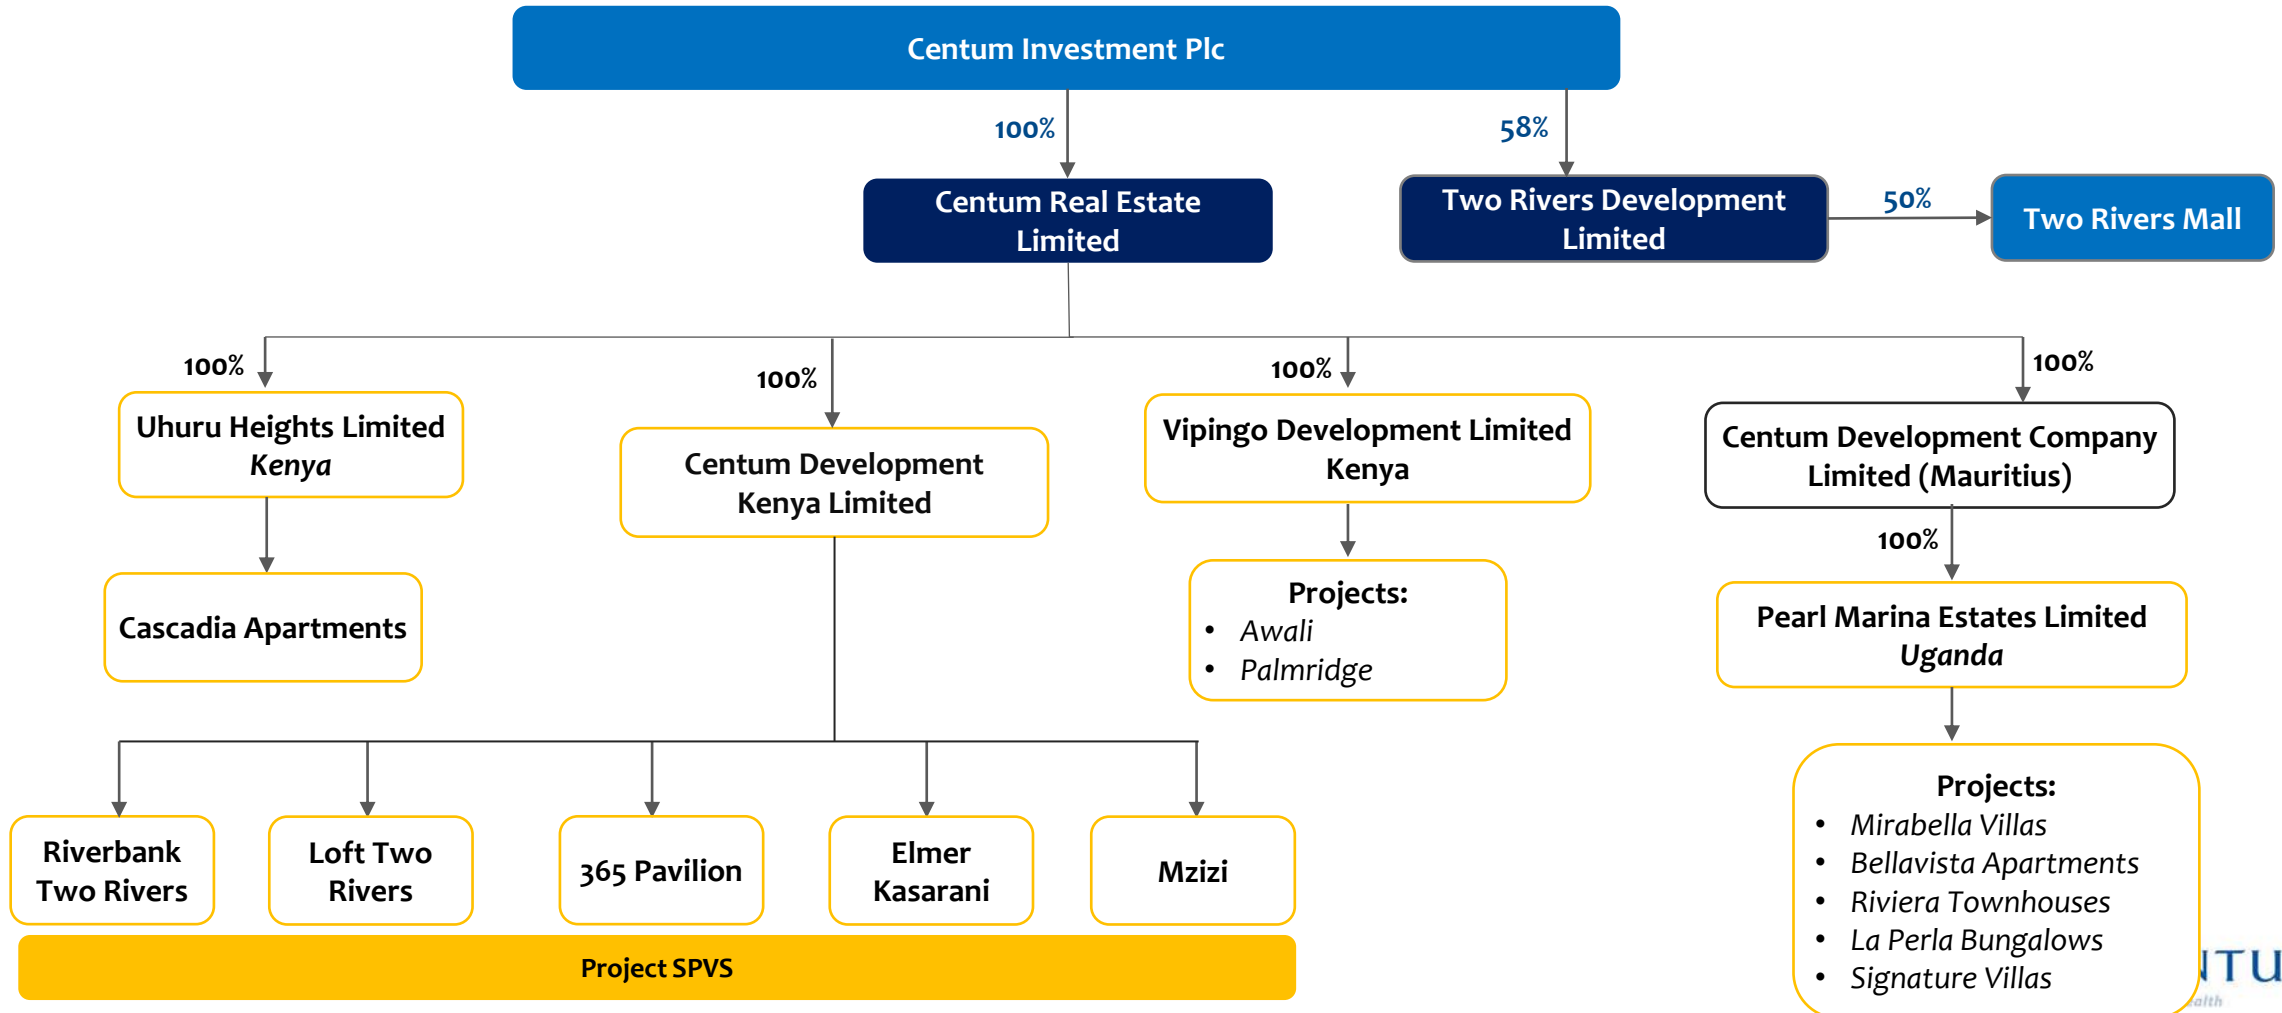 Centum Investment Plc
100%
58%
Centum Real Estate
Limited
Two Rivers Development
Limited
50%
Two Rivers Mall
100%
100%
100%
100%
Uhuru Heights Limited
Kenya
Centum Development
Kenya Limited
Vipingo Development Limited
Kenya
Centum Development Company
Limited (Mauritius)
100%
Cascadia Apartments
Projects:
• Awali
• Palmridge
Pearl Marina Estates Limited
Uganda
Riverbank
Two Rivers
Loft Two
Rivers
365 Pavilion
Elmer
Kasarani
Mzizi
Project SPVS
Projects:
• Mirabella Villas
• Bellavista Apartments
• Riviera Townhouses
• La Perla Bungalows
• Signature Villas